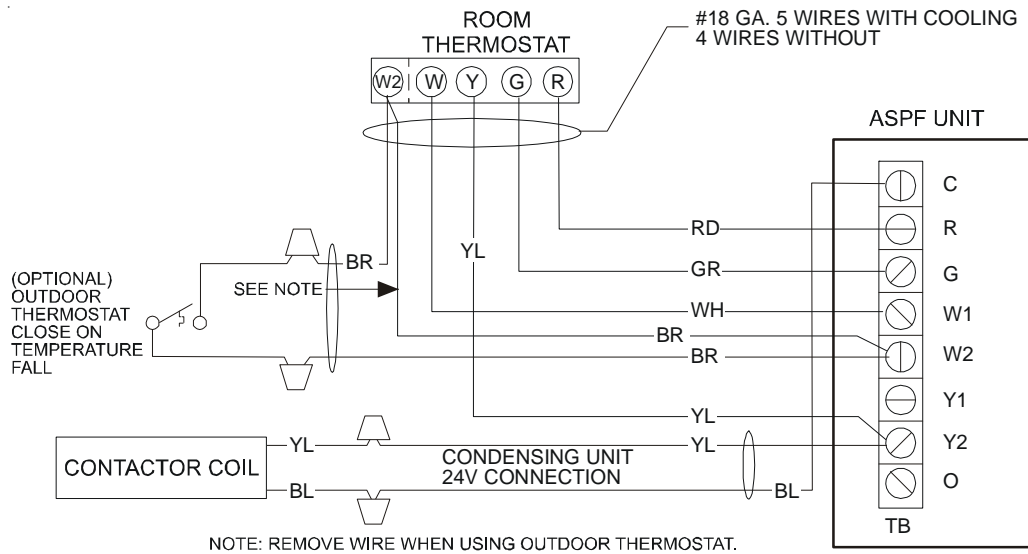 ROOM
THERMOSTAT
#18 GA. 5 WIRES WITH COOLING
4 WIRES WITHOUT
W2 W Y G R
ASPF UNIT
C
RD R
YL
GR G
(OPTIONAL)
OUTDOOR
THERMOSTAT
CLOSE ON
TEMPERATURE
FALL
BR
SEE NOTE
WH W1
BR
BR W2
Y1
YL
YL YL Y2
CONTACTOR COIL
CONDENSING UNIT
24V CONNECTION
BL BL O
TB
NOTE: REMOVE WIRE WHEN USING OUTDOOR THERMOSTAT.